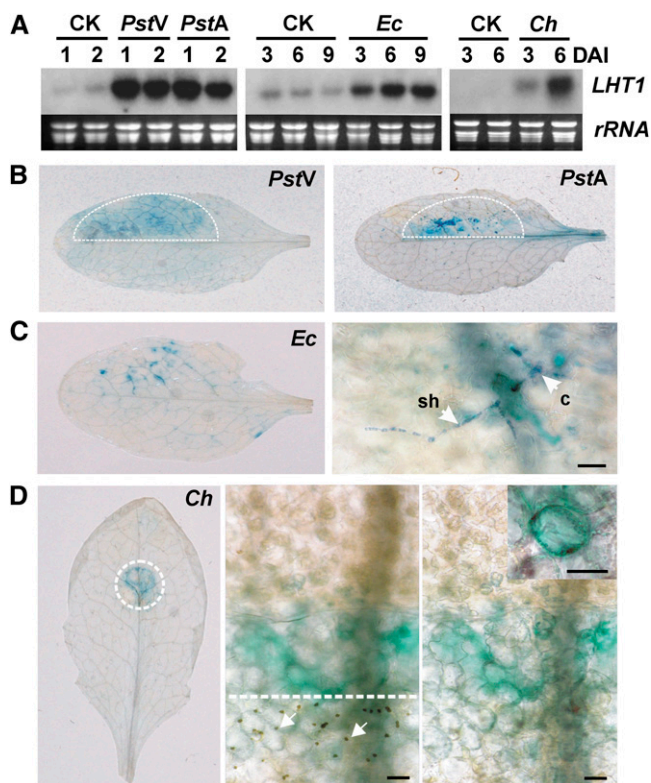 A
CK PstV PstA CK Ec CK Ch
1 2 1 2 1 2 3 6 9 3 6 9 3 6 3 6 DAI
LHT1
rRNA
B
PstV
PstA
C
Ec
sh
c
D
Ch